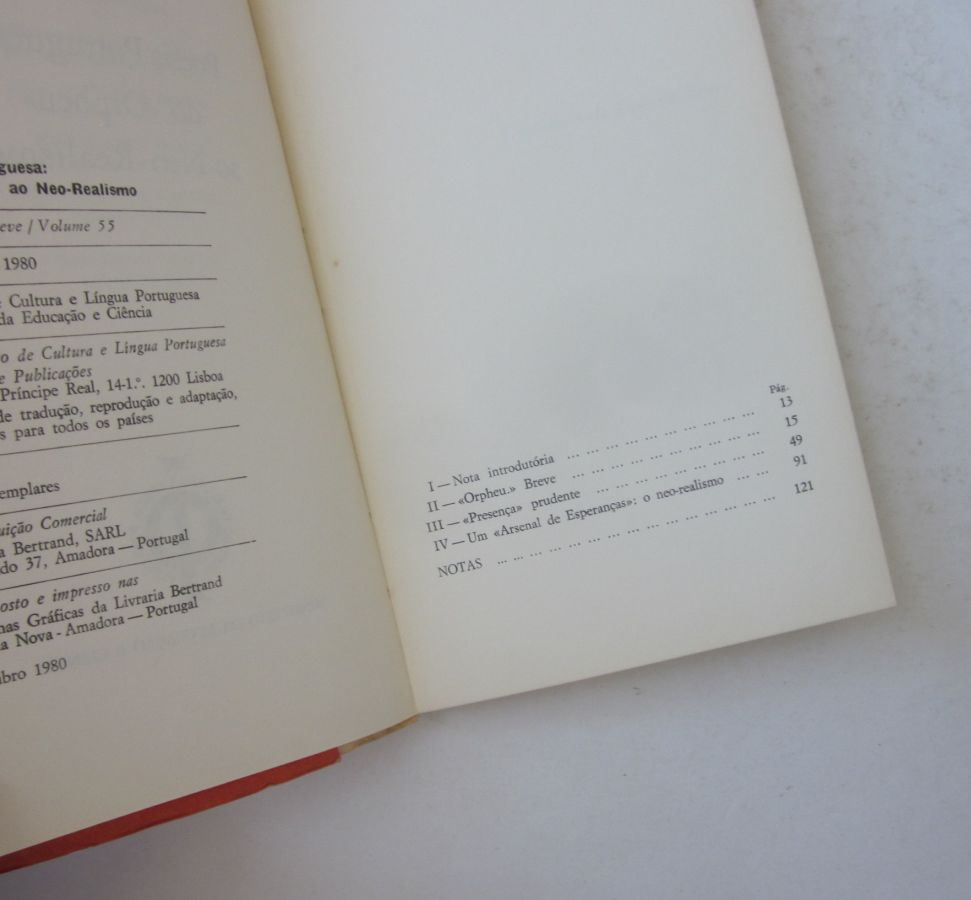 guesa:
ao Neo-Realismo
eve / Volume 55
1980
e Cultura e Língua Portuguesa
da Educação e Ciência
o de Cultura e Língua Portuguesa
e Publicações
Príncipe Real, 14-1.º. 1200 Lisboa
de tradução, reprodução e adaptação,
s para todos os países
emplares
uição Comercial
a Bertrand, SARL
do 37, Amadora — Portugal
osto e impresso nas
nas Gráficas da Livraria Bertrand
a Nova - Amadora — Portugal
bro 1980
Pág.
I — Nota introdutória ... ... ... ... ... ... ... ... ... ... 13
II — «Orpheu.» Breve ... ... ... ... ... ... ... ... ... ... 15
III — «Presença» prudente ... ... ... ... ... ... ... ... ... 49
IV — Um «Arsenal de Esperanças»: o neo-realismo ... ... 91
NOTAS ... ... ... ... ... ... ... ... ... ... ... ... ... ... 121